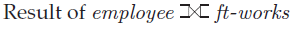 Result of employee ⟗ ft-works